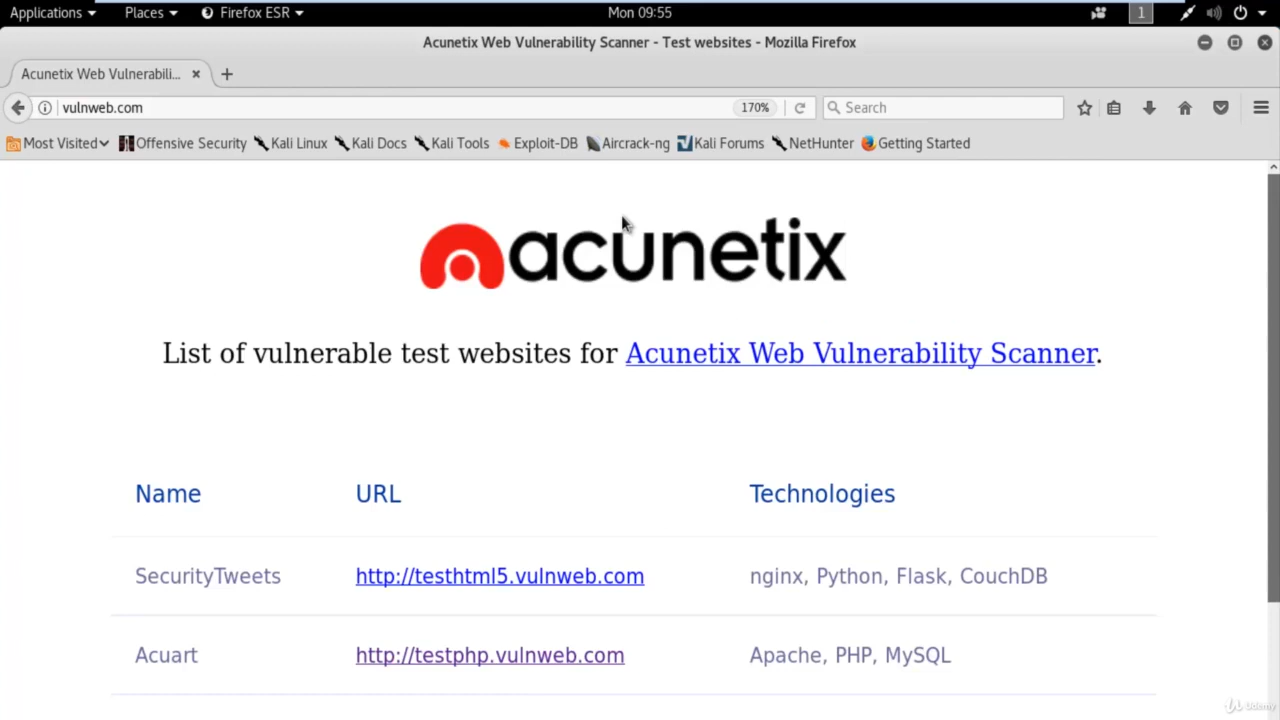 Applications Places Firefox ESR Mon 09:55 1
Acunetix Web Vulnerability Scanner - Test websites - Mozilla Firefox
Acunetix Web Vulnerabili...
vulnweb.com 170% Search
Most Visited Offensive Security Kali Linux Kali Docs Kali Tools Exploit-DB Aircrack-ng Kali Forums NetHunter Getting Started
acunetix
List of vulnerable test websites for Acunetix Web Vulnerability Scanner.
Name URL Technologies
SecurityTweets http://testhtml5.vulnweb.com nginx, Python, Flask, CouchDB
Acuart http://testphp.vulnweb.com Apache, PHP, MySQL
Udemy